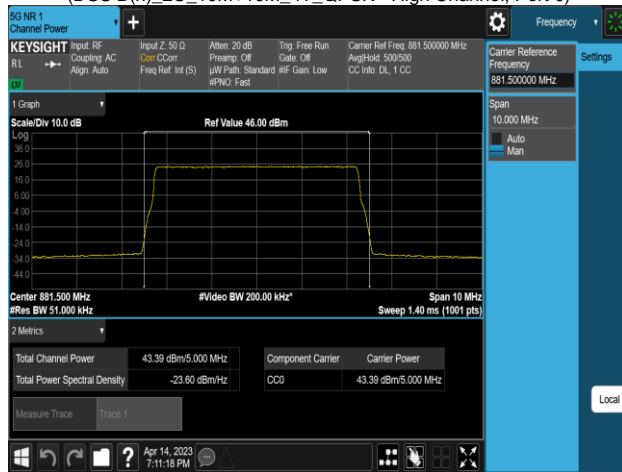 5G NR 1
Channel Power
Frequency
KEYSIGHT
RL
Input: RF
Coupling: AC
Align: Auto
Input Z: 50 Ω
Corr CCorr
Freq Ref: Int (S)
Atten: 20 dB
Preamp: Off
µW Path: Standard
#PNO: Fast
Trig: Free Run
Gate: Off
#IF Gain: Low
Carrier Ref Freq: 881.500000 MHz
Avg|Hold: 500/500
CC Info: DL, 1 CC
Carrier Reference
Frequency
881.500000 MHz
Settings
Span
10.000 MHz
Auto
Man
1 Graph
Scale/Div 10.0 dB
Ref Value 46.00 dBm
Log
36.0
26.0
16.0
6.00
-4.00
-14.0
-24.0
-34.0
-44.0
Center 881.500 MHz
#Video BW 200.00 kHz*
Span 10 MHz
#Res BW 51.000 kHz
Sweep 1.40 ms (1001 pts)
2 Metrics
Total Channel Power
43.39 dBm/5.000 MHz
Total Power Spectral Density
-23.60 dBm/Hz
Component Carrier
Carrier Power
CC0
43.39 dBm/5.000 MHz
Measure Trace
Trace 1
Local
?
Apr 14, 2023
7:11:18 PM